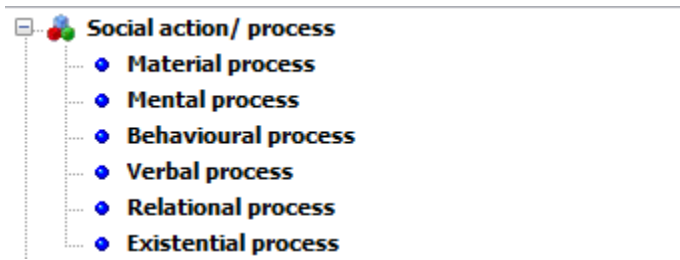 Social action/ process
Material process
Mental process
Behavioural process
Verbal process
Relational process
Existential process